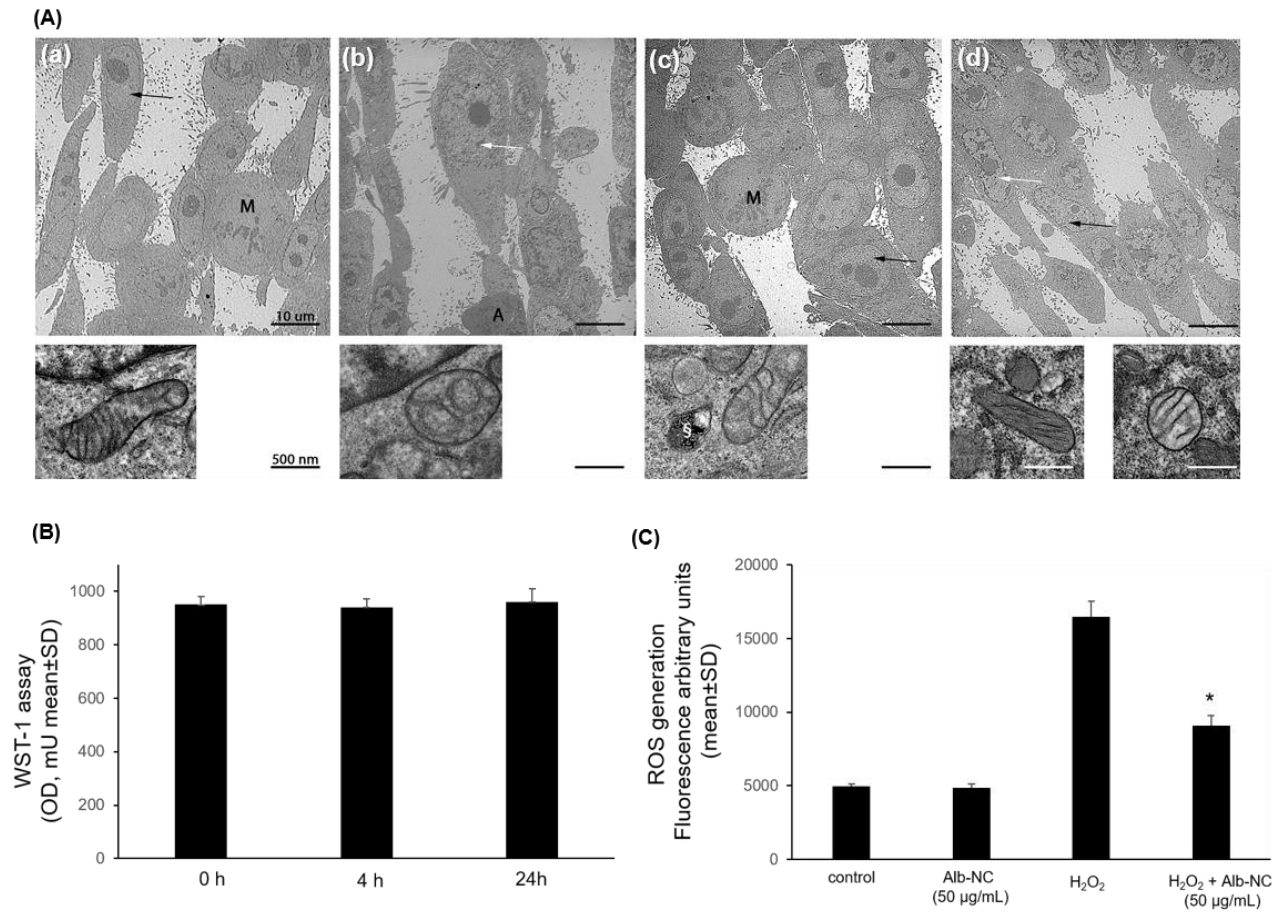 (A)
(a)
(b)
(c)
(d)
M
10 um
A
M
500 nm
§
(B)
WST-1 assay
(OD, mU mean±SD)
1000
800
600
400
200
0
0 h
4 h
24h
(C)
ROS generation
Fluorescence arbitrary units
(mean±SD)
20000
15000
10000
5000
0
*
control
Alb-NC
(50 µg/mL)
H₂O₂
H₂O₂ + Alb-NC
(50 µg/mL)